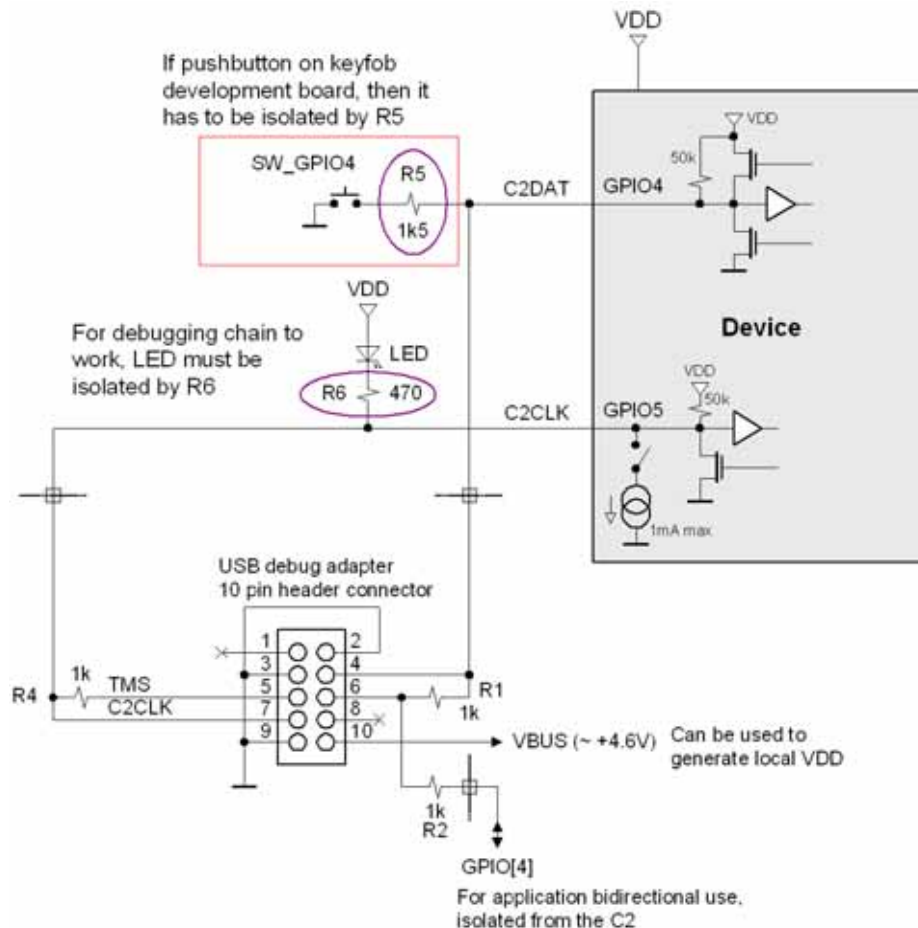 VDD
If pushbutton on keyfob
development board, then it
has to be isolated by R5
SW_GPIO4
R5
1k5
C2DAT
GPIO4
VDD
50k
VDD
LED
For debugging chain to
work, LED must be
isolated by R6
R6 470
Device
C2CLK
GPIO5
VDD
50k
1mA max
USB debug adapter
10 pin header connector
1 2
3 4
5 6
7 8
9 10
R4
1k
TMS
C2CLK
R1
1k
VBUS (~ +4.6V)
Can be used to
generate local VDD
1k
R2
GPIO[4]
For application bidirectional use,
isolated from the C2